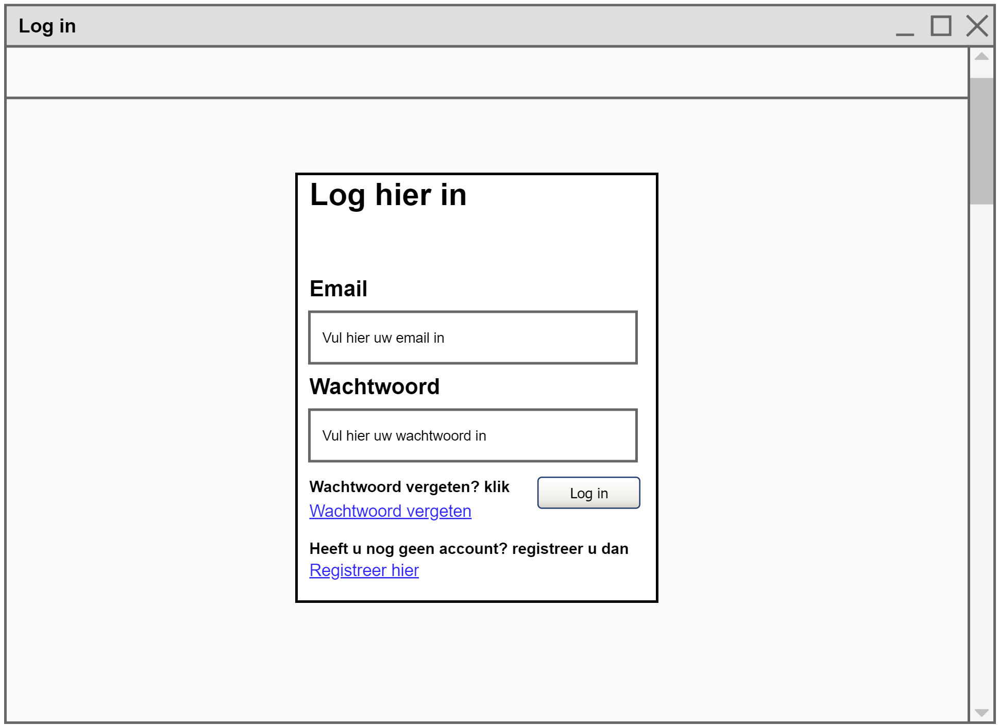 Log in
Log hier in
Email
Vul hier uw email in
Wachtwoord
Vul hier uw wachtwoord in
Wachtwoord vergeten? klik
Log in
Wachtwoord vergeten
Heeft u nog geen account? registreer u dan
Registreer hier